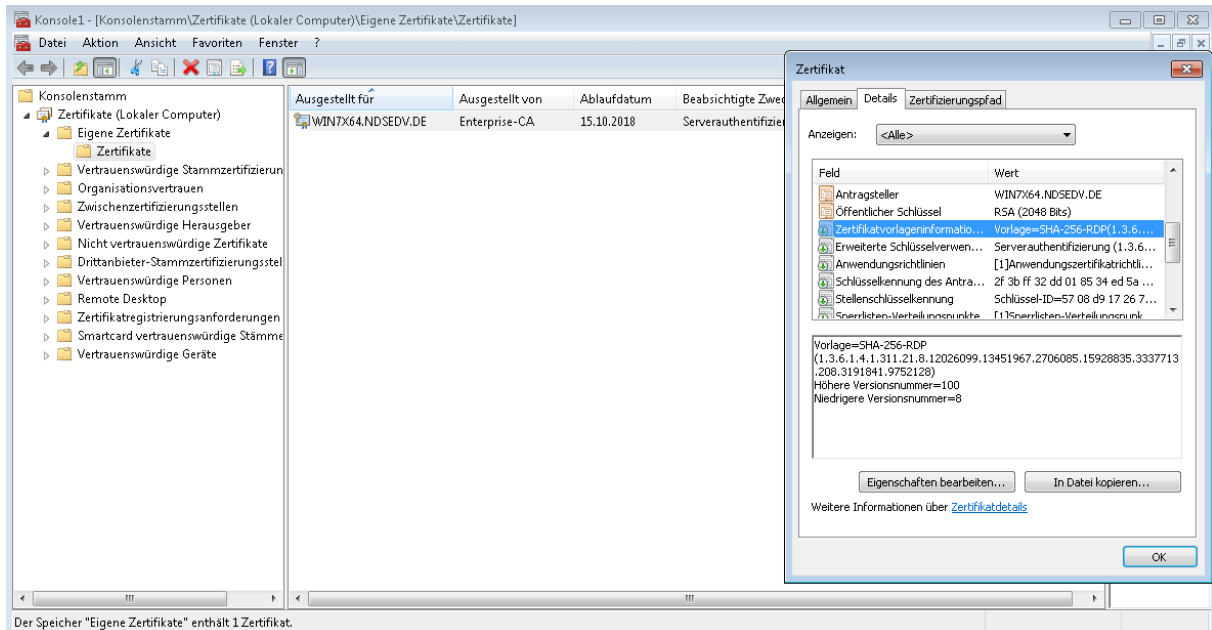 Konsole1 - [Konsolenstamm\Zertifikate (Lokaler Computer)\Eigene Zertifikate\Zertifikate]
Datei Aktion Ansicht Favoriten Fenster ?
Konsolenstamm
Zertifikate (Lokaler Computer)
Eigene Zertifikate
Zertifikate
Vertrauenswürdige Stammzertifizierun
Organisationsvertrauen
Zwischenzertifizierungsstellen
Vertrauenswürdige Herausgeber
Nicht vertrauenswürdige Zertifikate
Drittanbieter-Stammzertifizierungsstel
Vertrauenswürdige Personen
Remote Desktop
Zertifikatregistrierungsanforderungen
Smartcard vertrauenswürdige Stämme
Vertrauenswürdige Geräte
Ausgestellt für Ausgestellt von Ablaufdatum Beabsichtigte Zwec
WIN7X64.NDSEDV.DE Enterprise-CA 15.10.2018 Serverauthentifizier
Zertifikat
Allgemein Details Zertifizierungspfad
Anzeigen: <Alle>
Feld Wert
Antragsteller WIN7X64.NDSEDV.DE
Öffentlicher Schlüssel RSA (2048 Bits)
Zertifikatvorlageninformatio... Vorlage=SHA-256-RDP(1.3.6....
Erweiterte Schlüsselverwen... Serverauthentifizierung (1.3.6...
Anwendungsrichtlinien [1]Anwendungszertifikatrichtli...
Schlüsselkennung des Antra... 2f 3b ff 32 dd 01 85 34 ed 5a ...
Stellenschlüsselkennung Schlüssel-ID=57 08 d9 17 26 7...
Sperrlisten-Verteilungspunkte [1]Sperrlisten-Verteilungspunk
Vorlage=SHA-256-RDP
(1.3.6.1.4.1.311.21.8.12026099.13451967.2706085.15928835.3337713
.208.3191841.9752128)
Höhere Versionsnummer=100
Niedrigere Versionsnummer=8
Eigenschaften bearbeiten... In Datei kopieren...
Weitere Informationen über Zertifikatdetails
OK
Der Speicher "Eigene Zertifikate" enthält 1 Zertifikat.